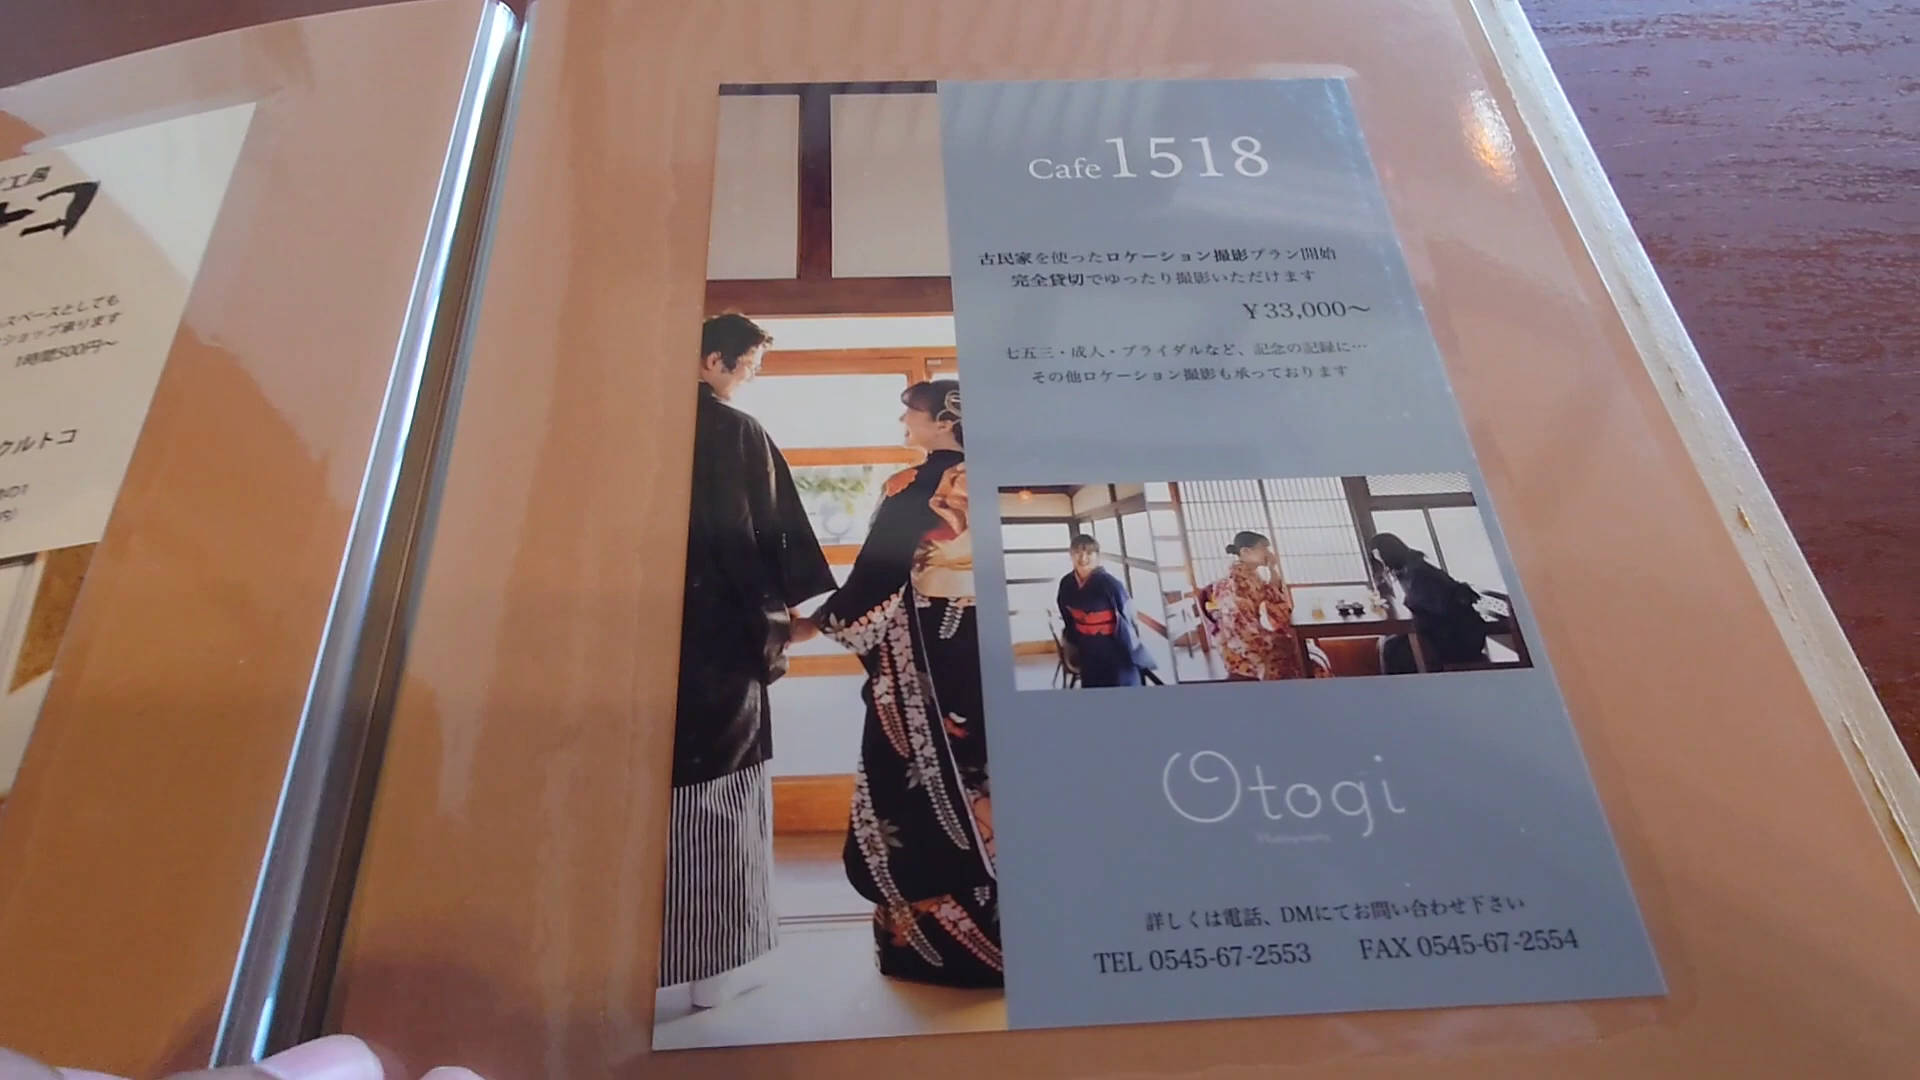 工房
スペースとしても
ショップ承ります
1時間500円〜
クルトコ
Cafe 1518
古民家を使ったロケーション撮影プラン開始
完全貸切でゆったり撮影いただけます
￥33,000〜
七五三・成人・ブライダルなど、記念の記録に…
その他ロケーション撮影も承っております
Otogi
詳しくは電話、DMにてお問い合わせ下さい
TEL 0545-67-2553 FAX 0545-67-2554